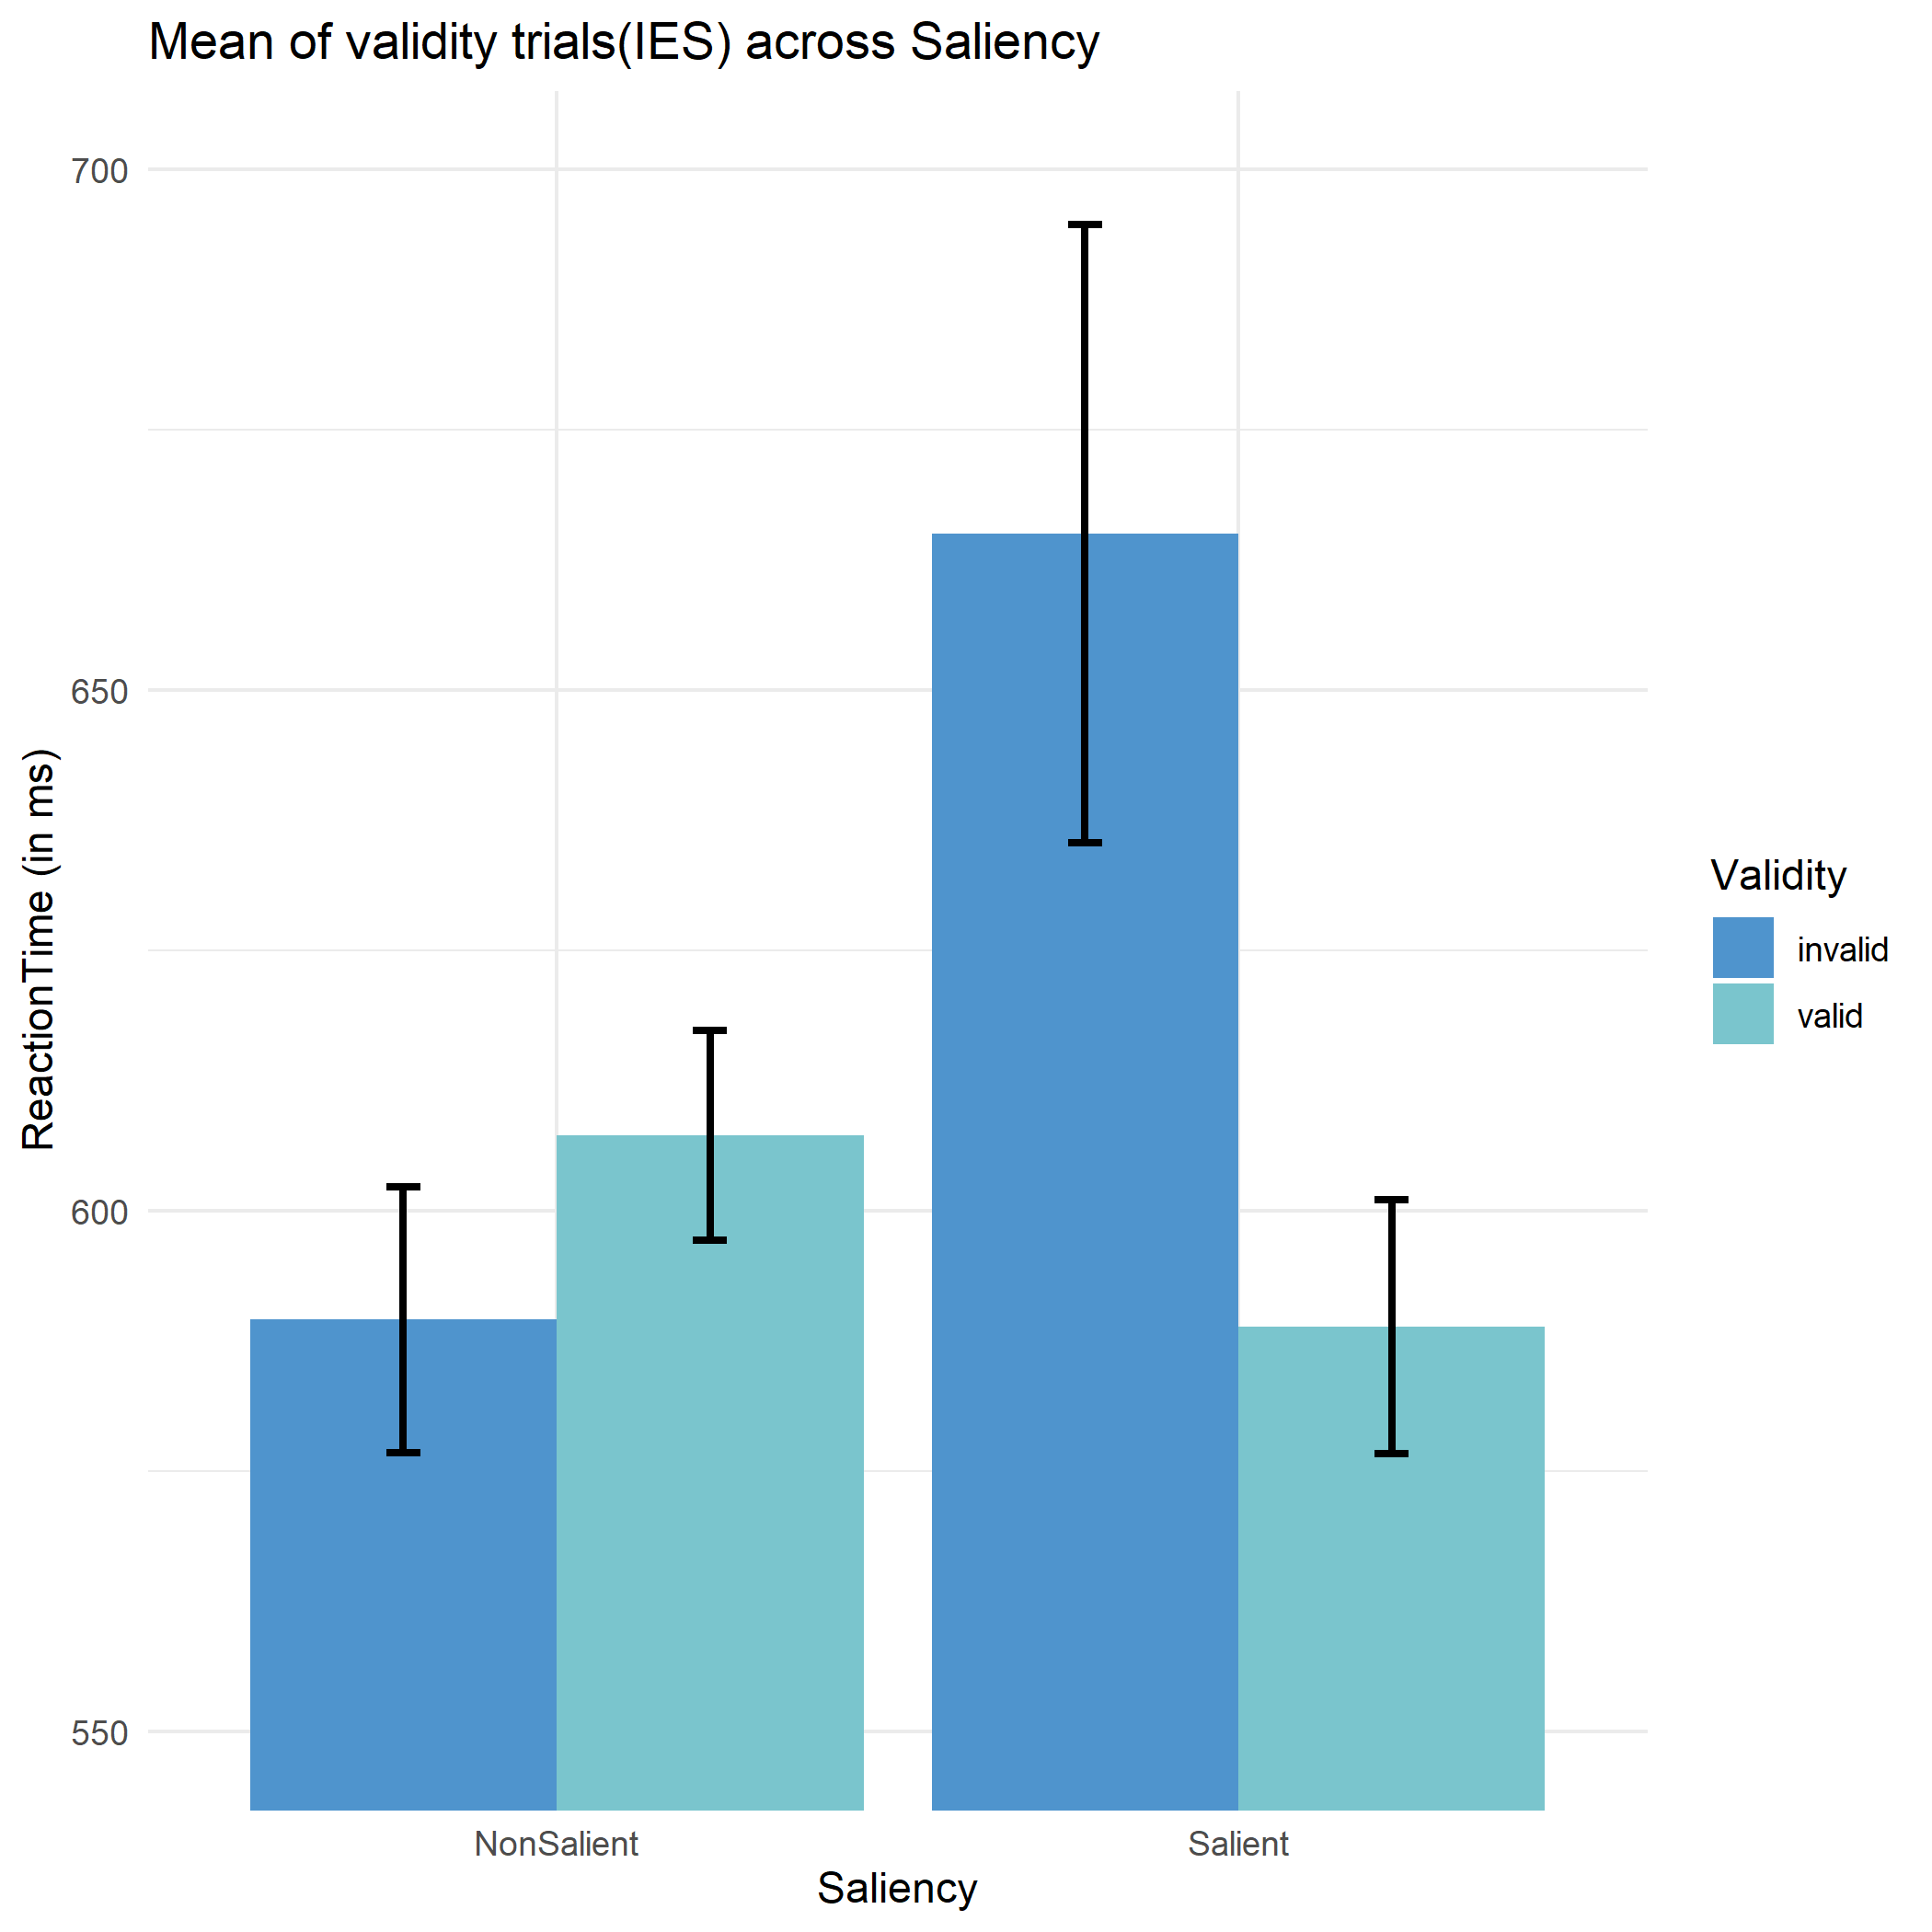 Mean of validity trials(IES) across Saliency
700
650
600
550
ReactionTime (in ms)
NonSalient
Salient
Saliency
Validity
invalid
valid